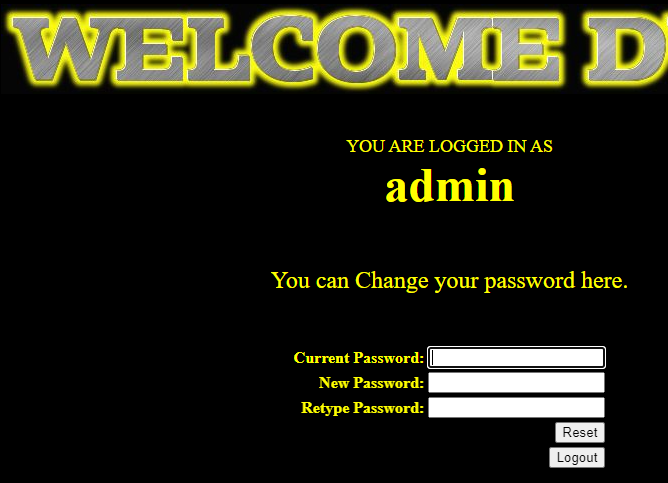 WELCOME D
YOU ARE LOGGED IN AS
admin
You can Change your password here.
Current Password:
New Password:
Retype Password:
Reset
Logout